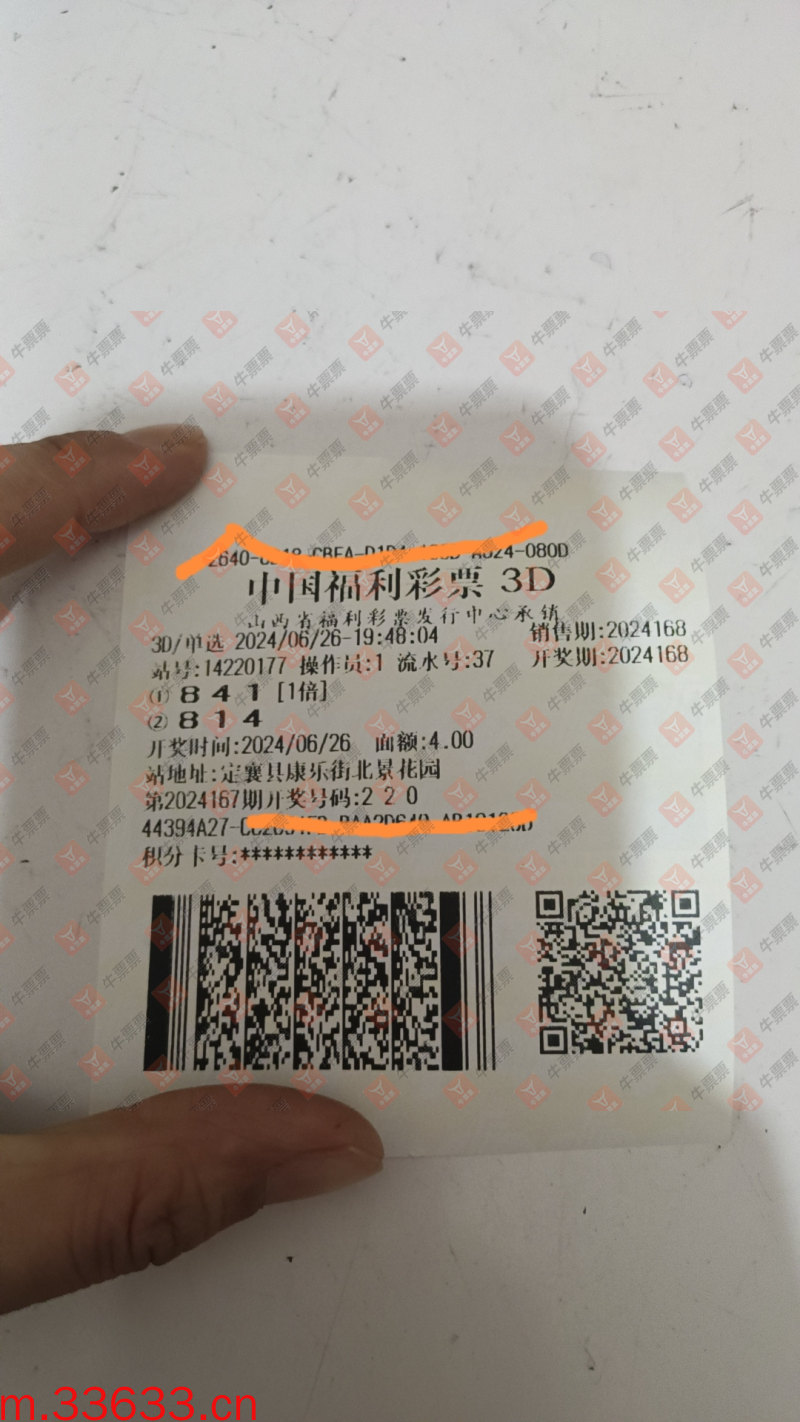 中国福利彩票 3D
山西省福利彩票发行中心承销
3D/单选 2024/06/26-19:48:04 销售期:2024168
站号:14220177 操作员:1 流水号:37 开奖期:2024168
① 8 4 1 [1倍]
② 8 1 4
开奖时间:2024/06/26 面额:4.00
站地址:定襄县康乐街北景花园
第2024167期开奖号码:2 2 0
44394A27-
积分卡号:************
牛票票
m.33633.cn